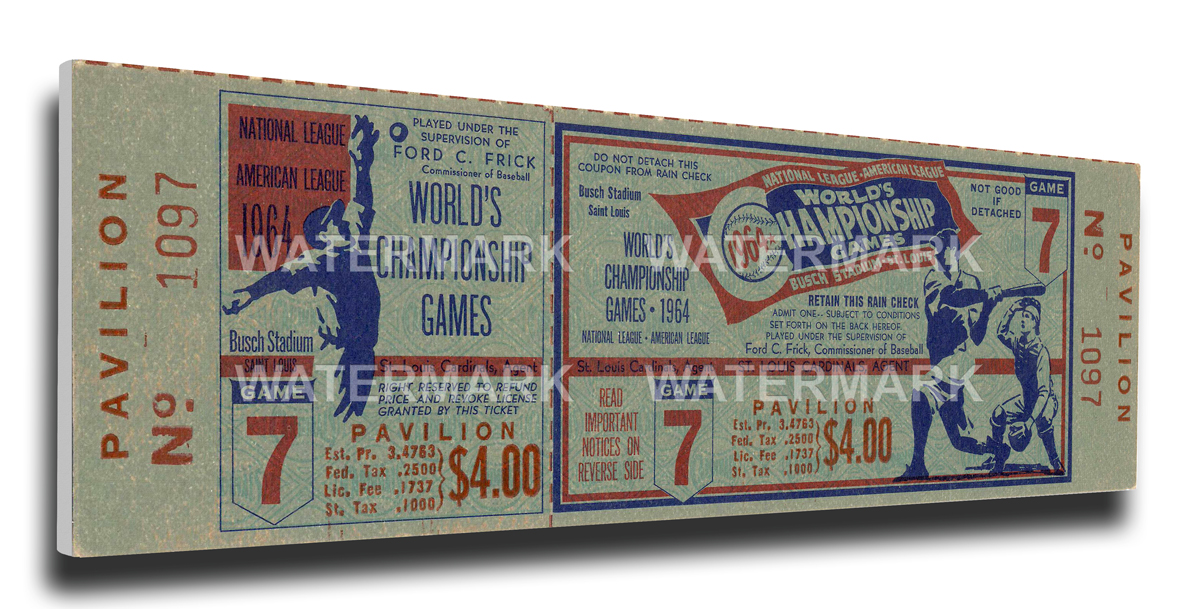 PAVILION
No 1097
NATIONAL LEAGUE
AMERICAN LEAGUE
1964
PLAYED UNDER THE
SUPERVISION OF
FORD C. FRICK
Commissioner of Baseball
WORLD'S
CHAMPIONSHIP
GAMES
Busch Stadium
SAINT LOUIS
St. Louis Cardinals, Agent
GAME
7
RIGHT RESERVED TO REFUND
PRICE AND REVOKE LICENSE
GRANTED BY THIS TICKET
PAVILION
Est. Pr. 3.4763
Fed. Tax .2500
Lic. Fee .1737
St. Tax .1000
$4.00
DO NOT DETACH THIS
COUPON FROM RAIN CHECK
Busch Stadium
Saint Louis
WORLD'S
CHAMPIONSHIP
GAMES • 1964
NATIONAL LEAGUE • AMERICAN LEAGUE
NATIONAL LEAGUE • AMERICAN LEAGUE
1964
WORLD'S
CHAMPIONSHIP
GAMES
BUSCH STADIUM • ST. LOUIS
NOT GOOD
IF
DETACHED
GAME
7
RETAIN THIS RAIN CHECK
ADMIT ONE-- SUBJECT TO CONDITIONS
SET FORTH ON THE BACK HEREOF.
PLAYED UNDER THE SUPERVISION OF
Ford C. Frick, Commissioner of Baseball
St. Louis Cardinals, Agent
ST. LOUIS CARDINALS, AGENT
READ
IMPORTANT
NOTICES ON
REVERSE SIDE
GAME
7
PAVILION
Est. Pr. 3.4763
Fed. Tax .2500
Lic. Fee .1737
St. Tax .1000
$4.00
No 1097
PAVILION
WATERMARK WATERMARK
WATERMARK WATERMARK